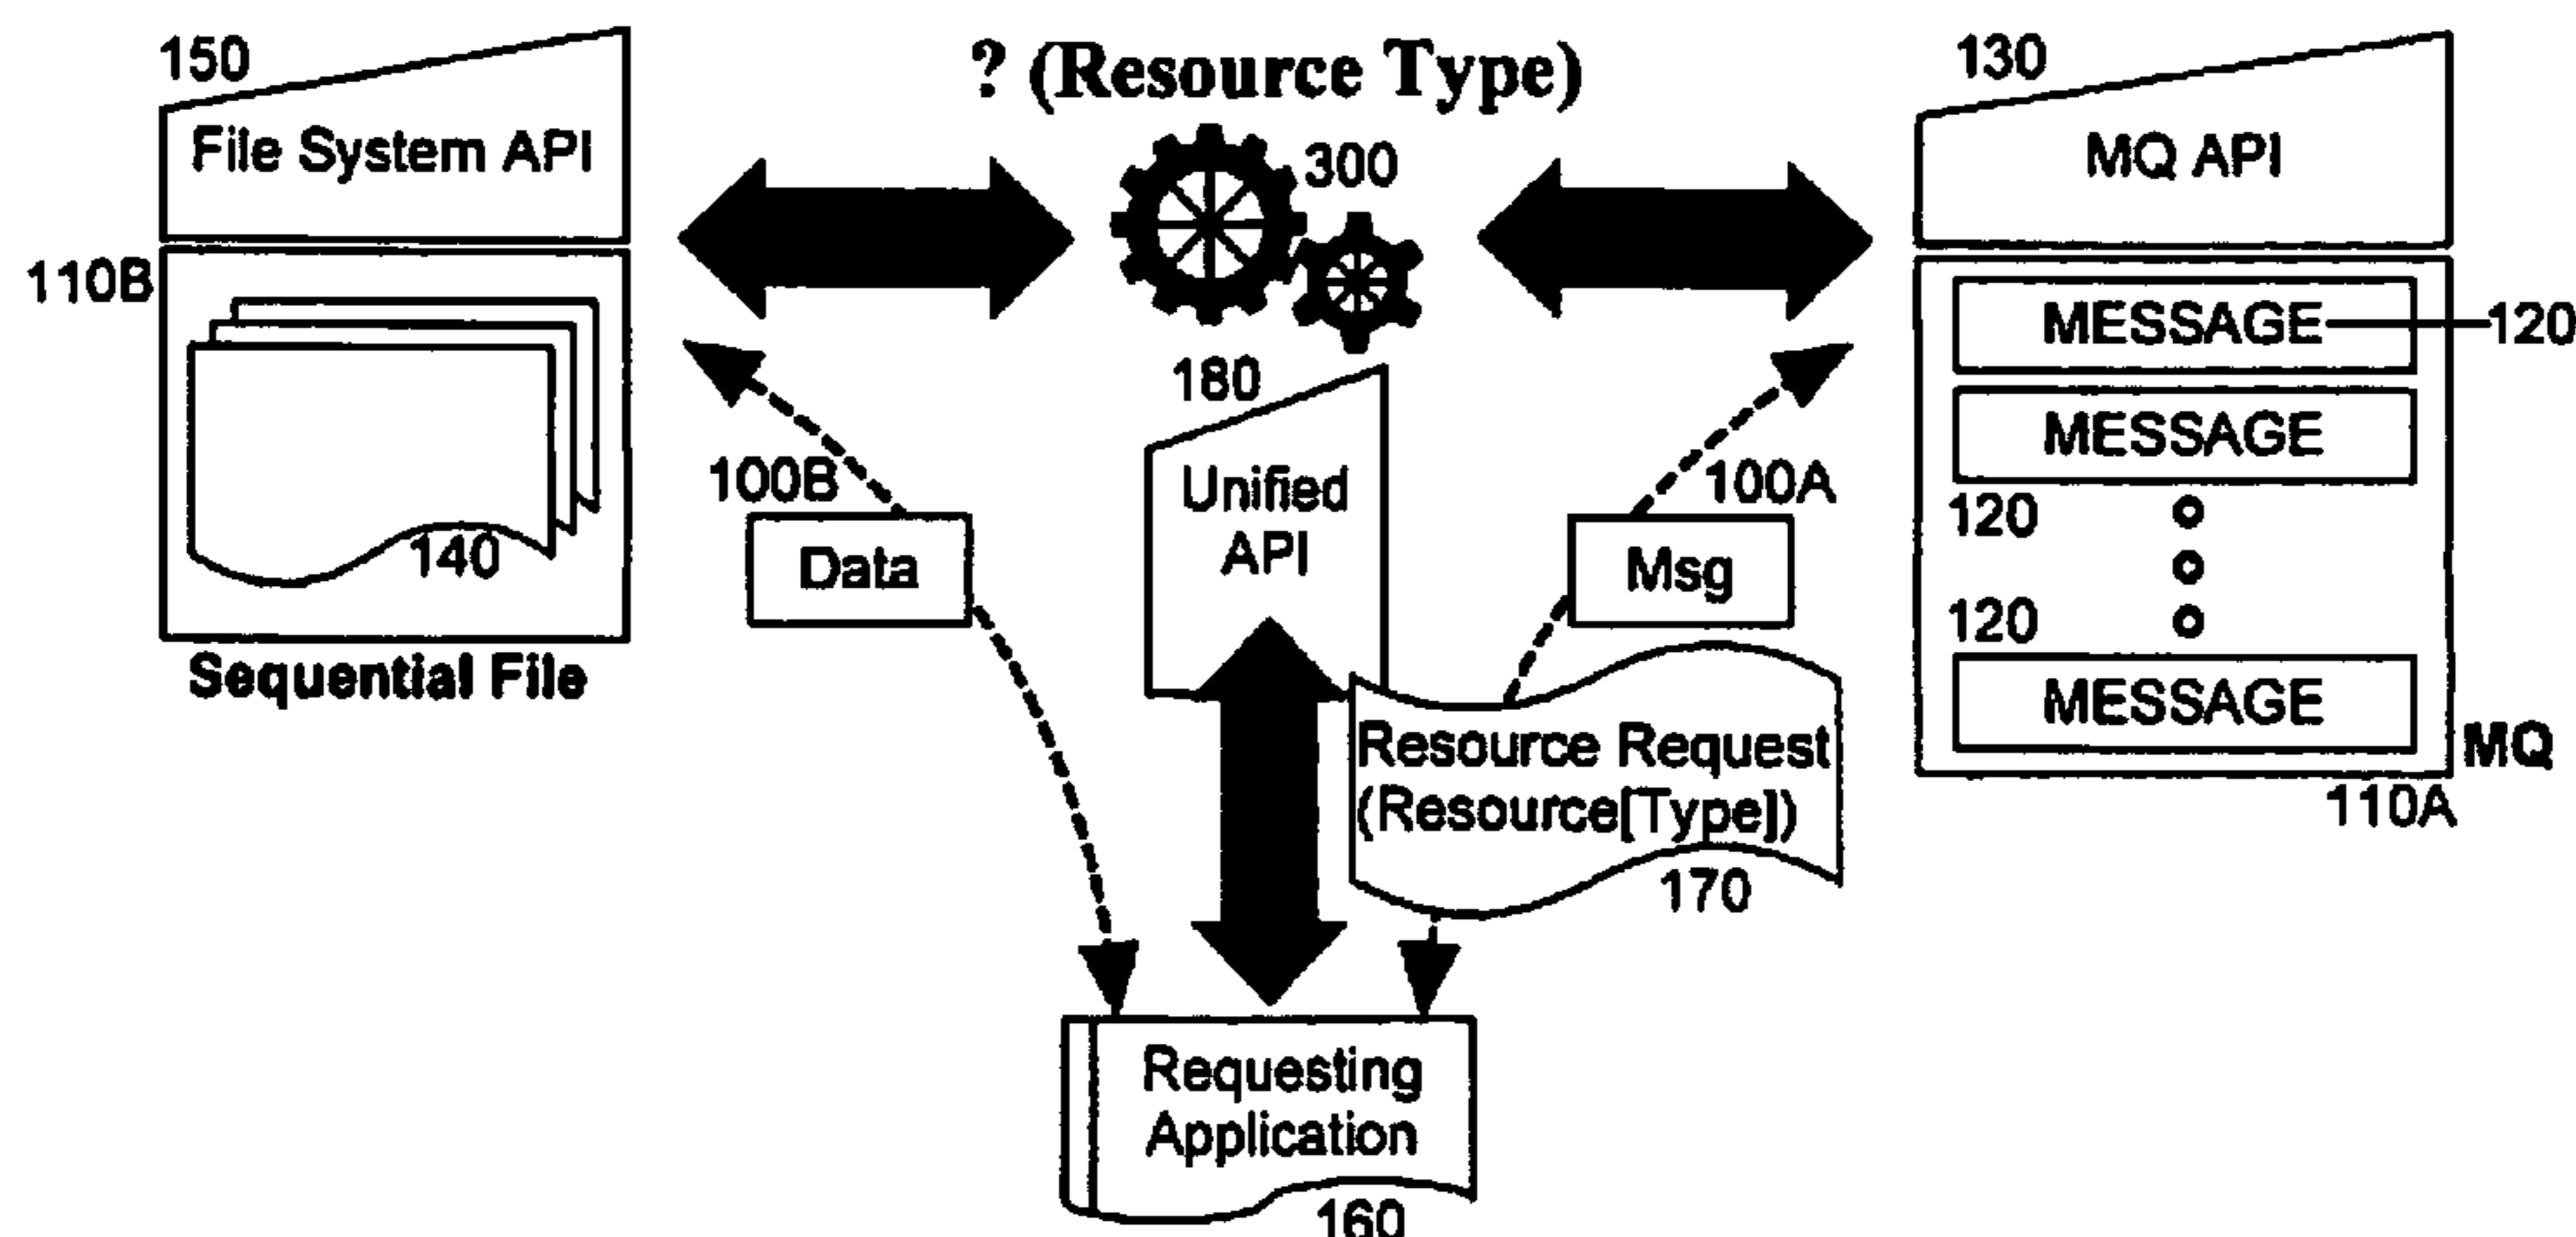 150
File System API
110B
140
Sequential File
? (Resource Type)
300
180
Unified
API
100B
Data
100A
Msg
Resource Request
(Resource[Type])
170
Requesting
Application
160
130
MQ API
MESSAGE
120
MESSAGE
120
120
MESSAGE
MQ
110A